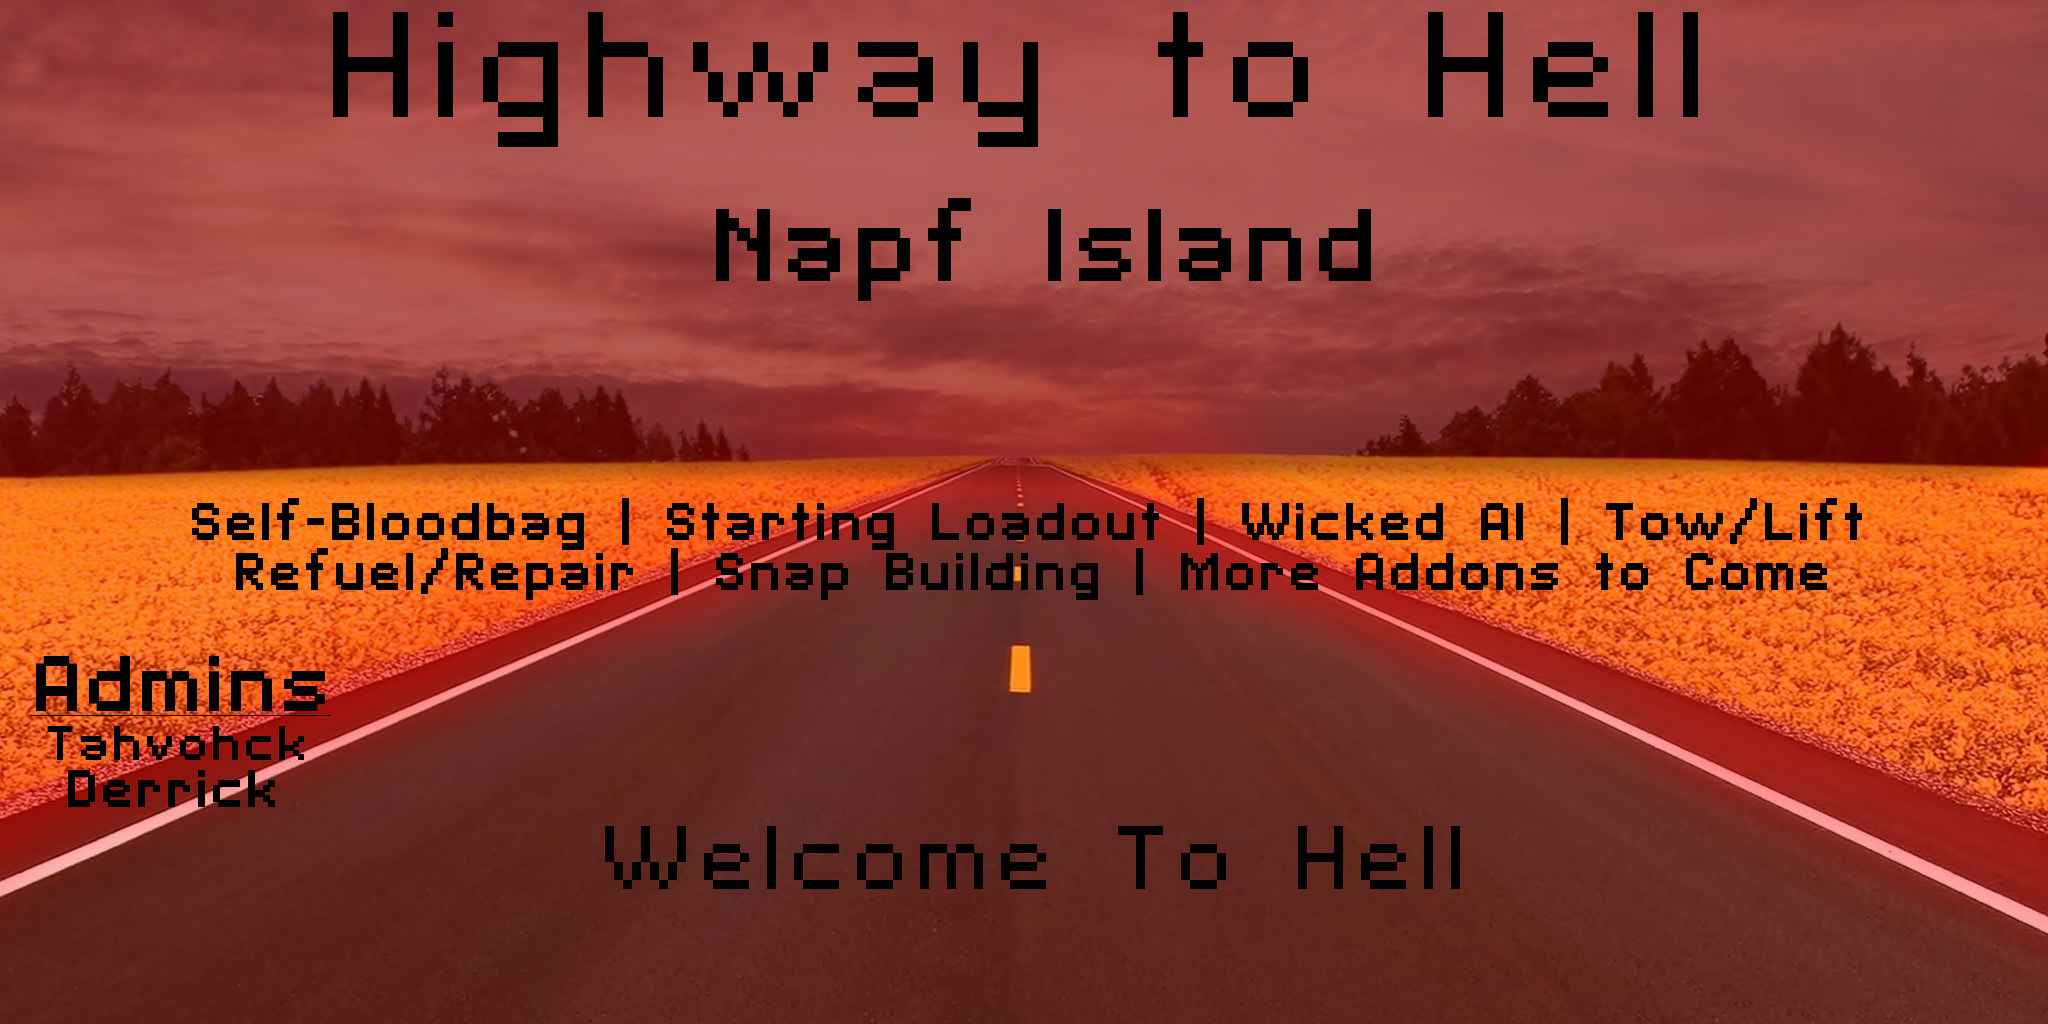 Highway to Hell
Napf Island
Self-Bloodbag | Starting Loadout | Wicked AI | Tow/Lift
Refuel/Repair | Snap Building | More Addons to Come
Admins
Tahvohck
Derrick
Welcome To Hell